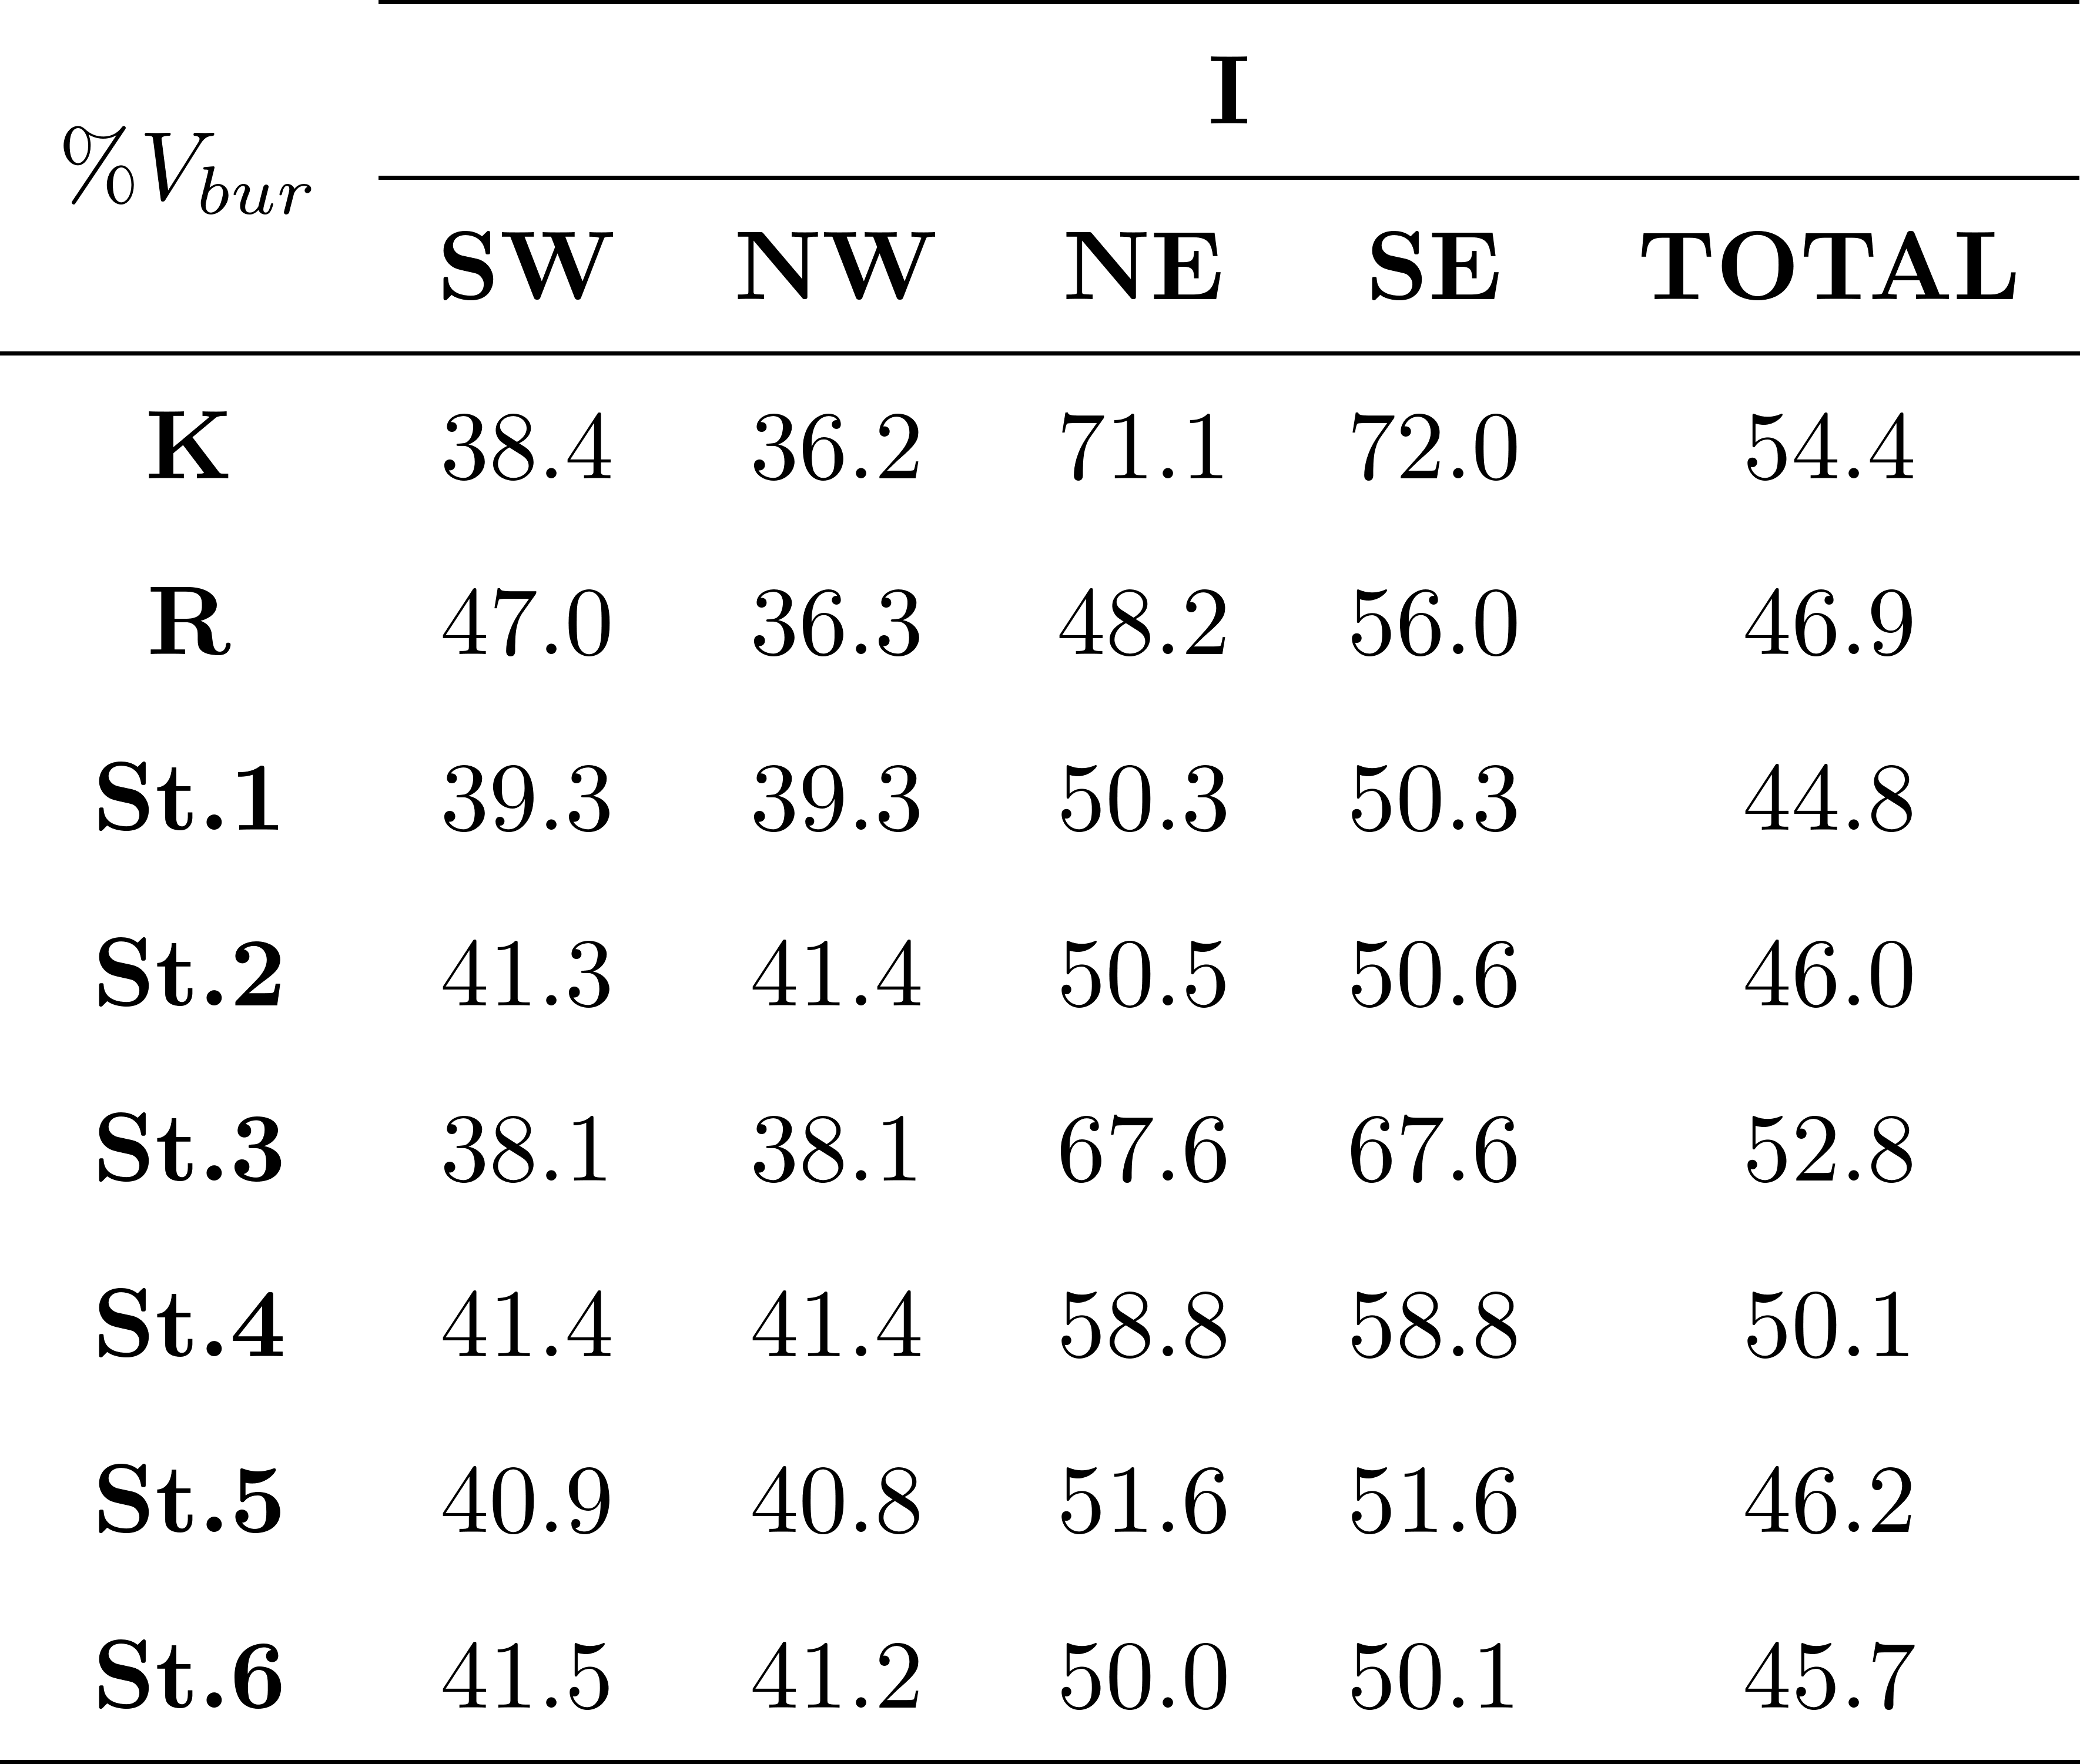 I
%Vbur
SW NW NE SE TOTAL
K 38.4 36.2 71.1 72.0 54.4
R 47.0 36.3 48.2 56.0 46.9
St.1 39.3 39.3 50.3 50.3 44.8
St.2 41.3 41.4 50.5 50.6 46.0
St.3 38.1 38.1 67.6 67.6 52.8
St.4 41.4 41.4 58.8 58.8 50.1
St.5 40.9 40.8 51.6 51.6 46.2
St.6 41.5 41.2 50.0 50.1 45.7